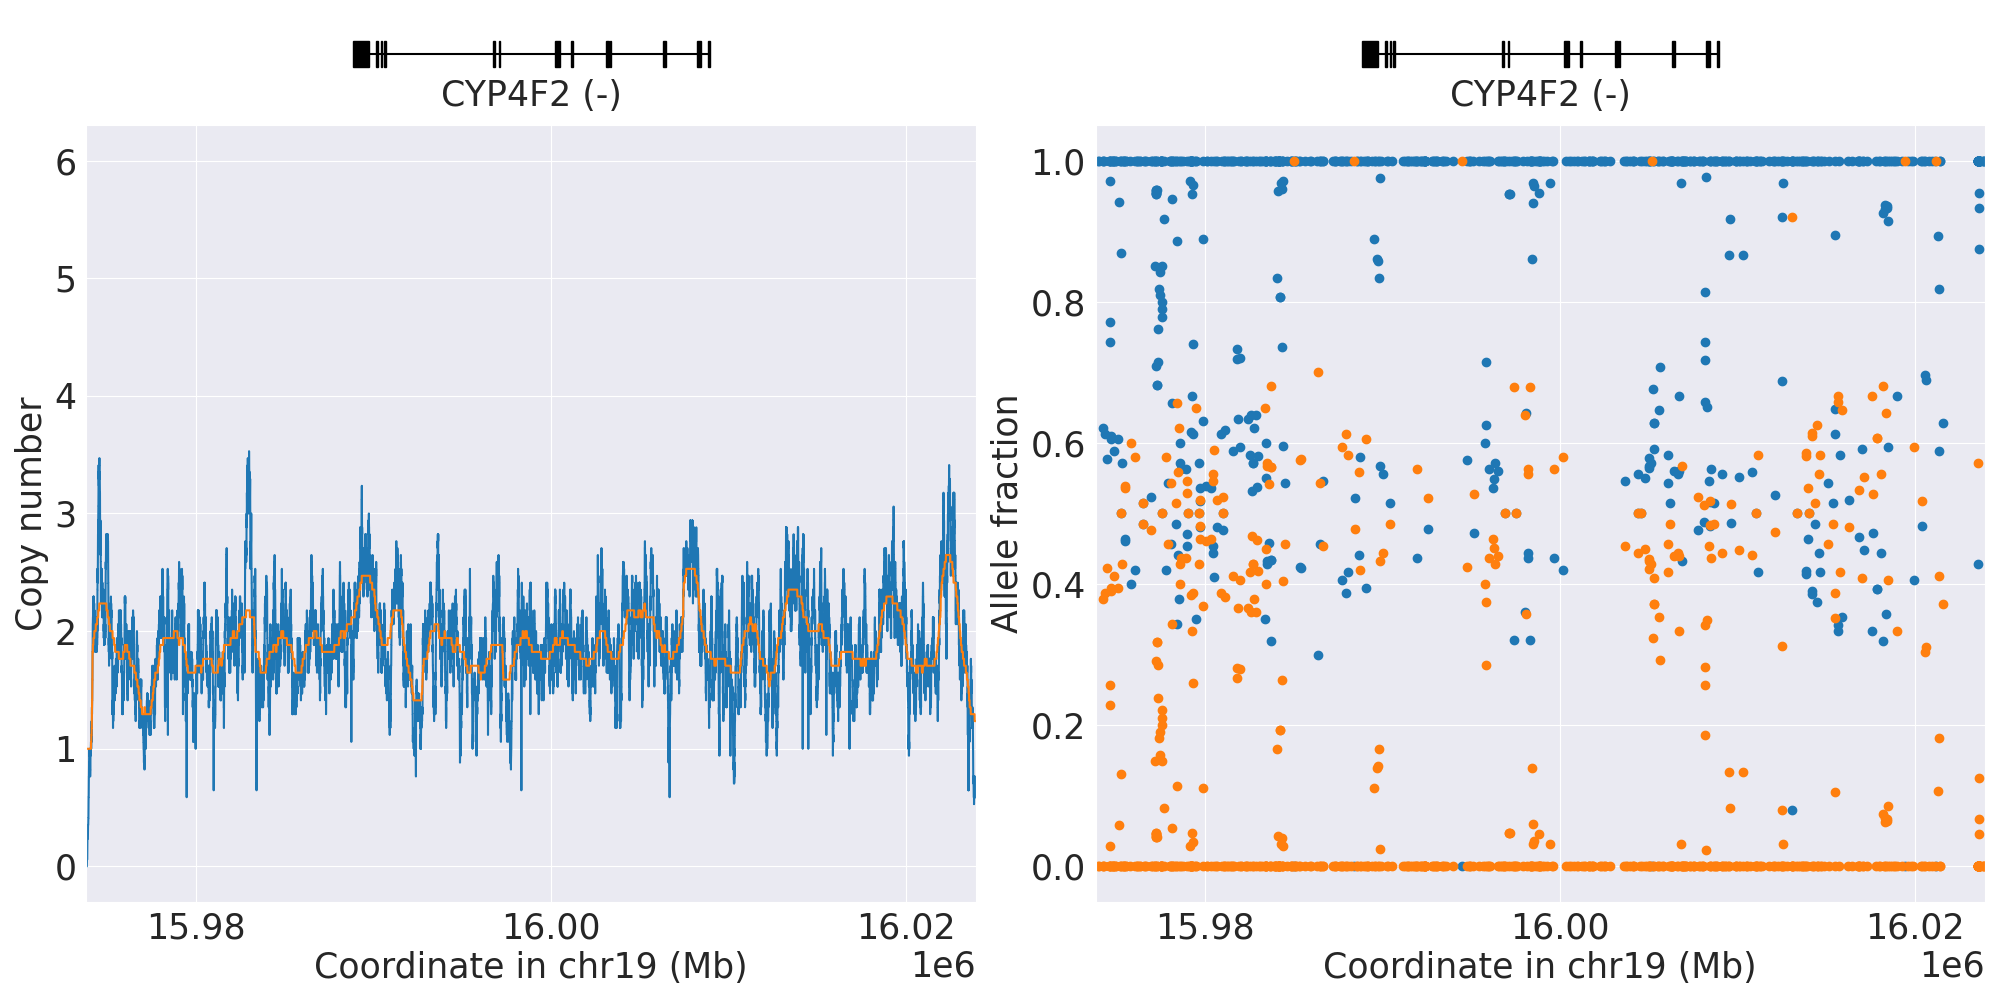 CYP4F2 (-)
6
5
4
3
2
1
0
Copy number
15.98
16.00
16.02
Coordinate in chr19 (Mb)
1e6
CYP4F2 (-)
1.0
0.8
0.6
0.4
0.2
0.0
Allele fraction
15.98
16.00
16.02
Coordinate in chr19 (Mb)
1e6